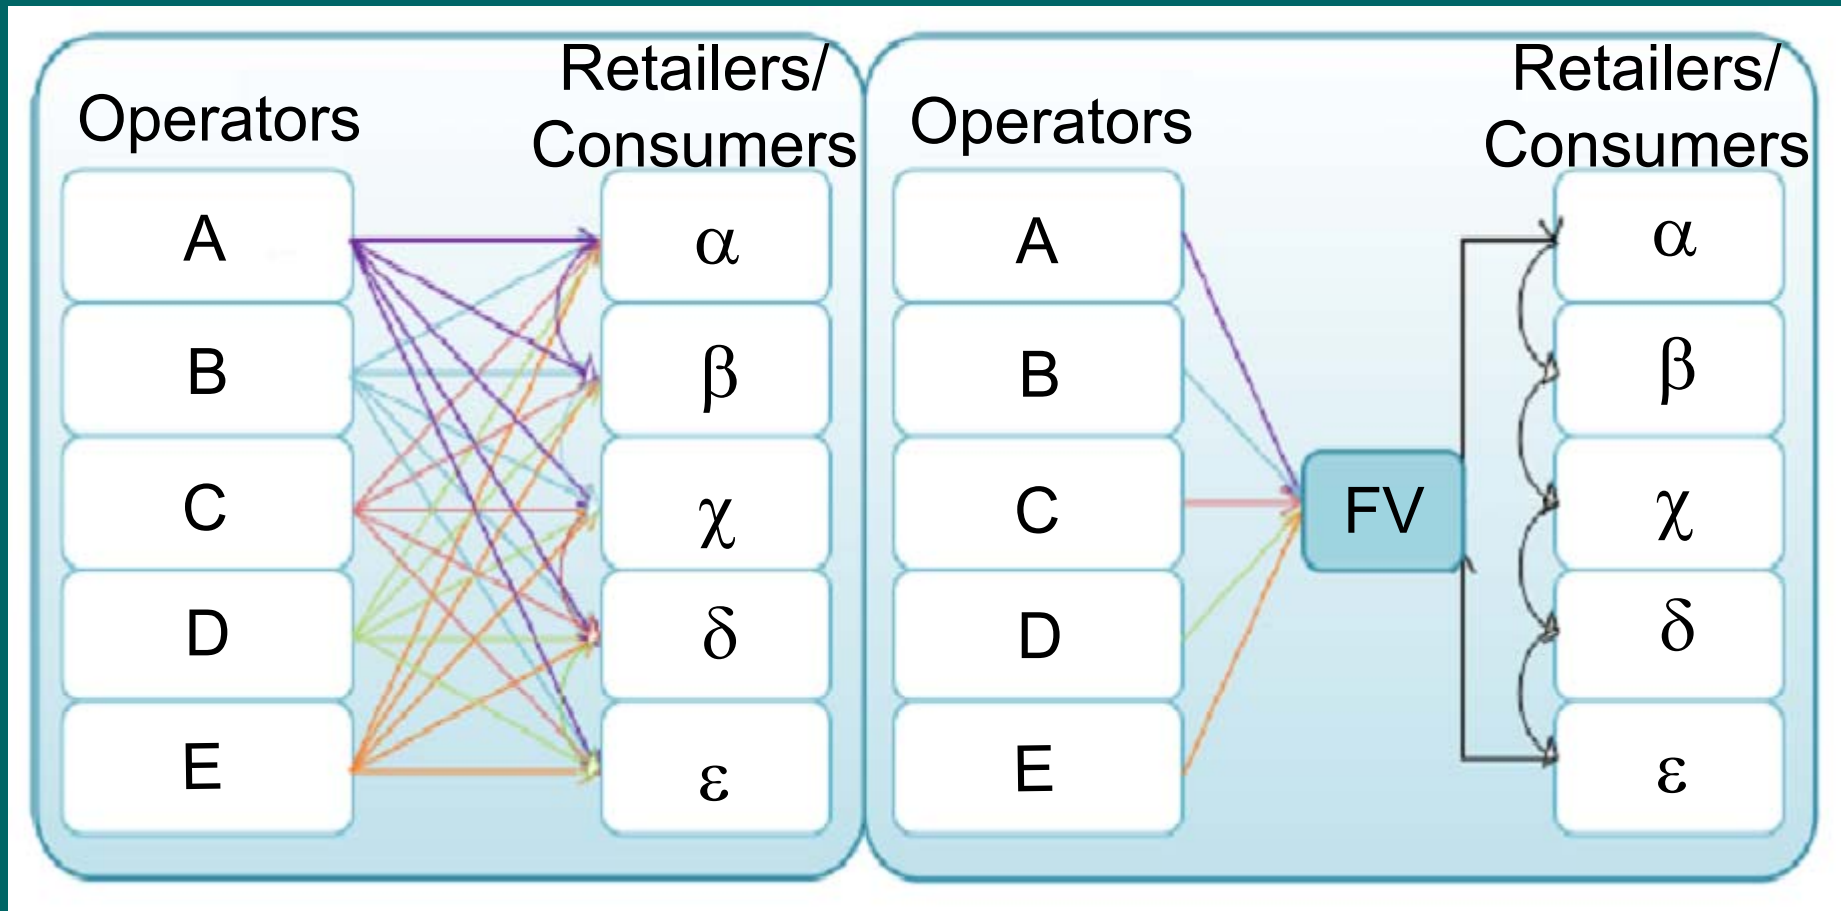 Operators
Retailers/
Consumers
A
B
C
D
E
α
β
χ
δ
ε
Operators
Retailers/
Consumers
A
B
C
D
E
FV
α
β
χ
δ
ε